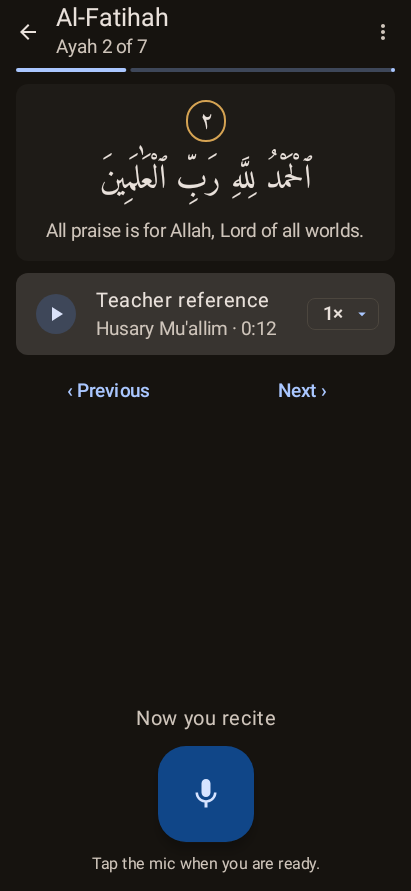 Al-Fatihah
Ayah 2 of 7
٢
ٱلْحَمْدُ لِلَّهِ رَبِّ ٱلْعَٰلَمِينَ
All praise is for Allah, Lord of all worlds.
Teacher reference
Husary Mu'allim · 0:12
1×
‹ Previous
Next ›
Now you recite
Tap the mic when you are ready.